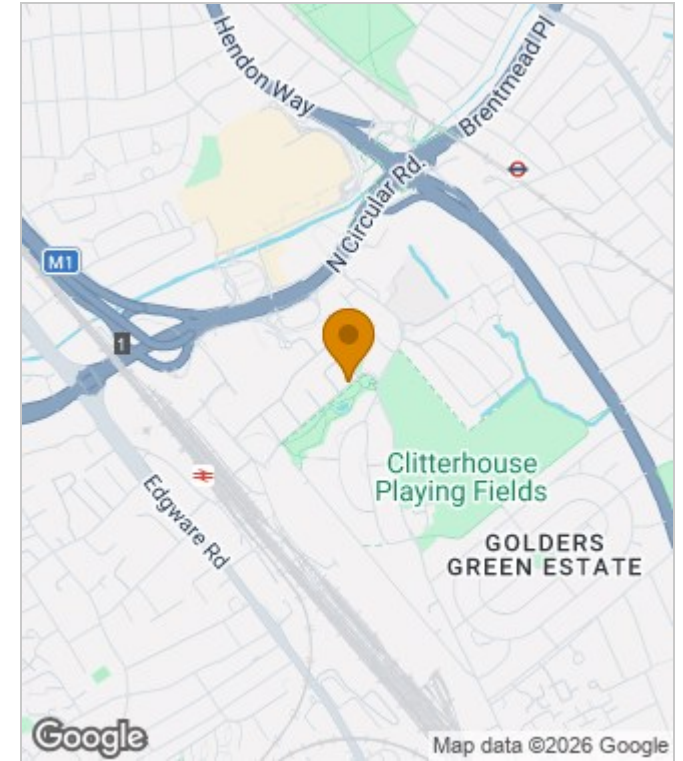 Hendon Way
Brentmead Pl
N Circular Rd.
M1
1
Edgware Rd
Clitterhouse
Playing Fields
GOLDERS
GREEN ESTATE
Google
Map data ©2026 Google